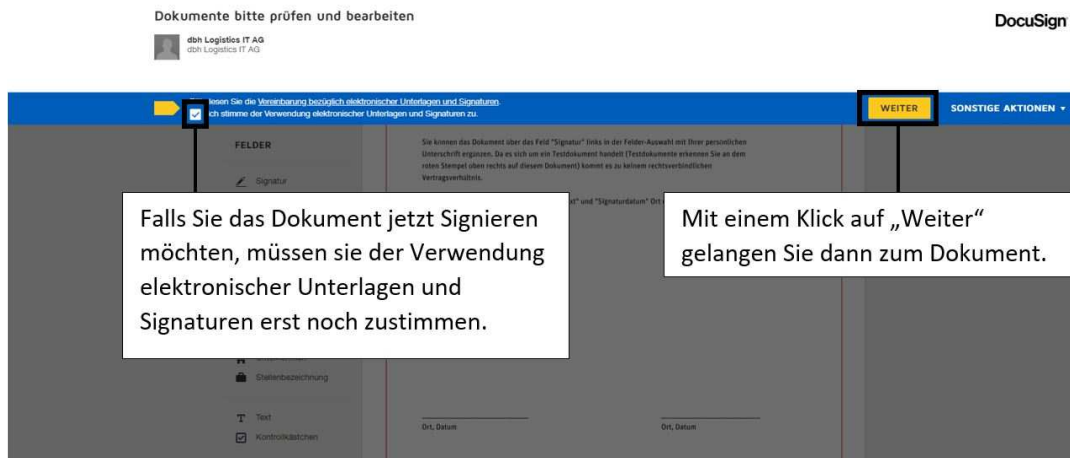 Dokumente bitte prüfen und bearbeiten
DocuSign
dbh Logistics IT AG
dbh Logistics IT AG
lesen Sie die Vereinbarung bezüglich elektronischer Unterlagen und Signaturen.
ich stimme der Verwendung elektronischer Unterlagen und Signaturen zu.
WEITER
SONSTIGE AKTIONEN
FELDER
Signatur
Sie können das Dokument über das Feld "Signatur" links in der Felder-Auswahl mit Ihrer persönlichen
Unterschrift ergänzen. Da es sich um ein Testdokument handelt (Testdokumente erkennen Sie an dem
roten Stempel oben rechts auf diesem Dokument) kommt es zu keinem rechtsverbindlichen
Vertragsverhältnis.
und "Signaturdatum" Ort
Falls Sie das Dokument jetzt Signieren
möchten, müssen sie der Verwendung
elektronischer Unterlagen und
Signaturen erst noch zustimmen.
Mit einem Klick auf „Weiter“
gelangen Sie dann zum Dokument.
Stellenbezeichnung
Text
Kontrollkästchen
Ort, Datum
Ort, Datum